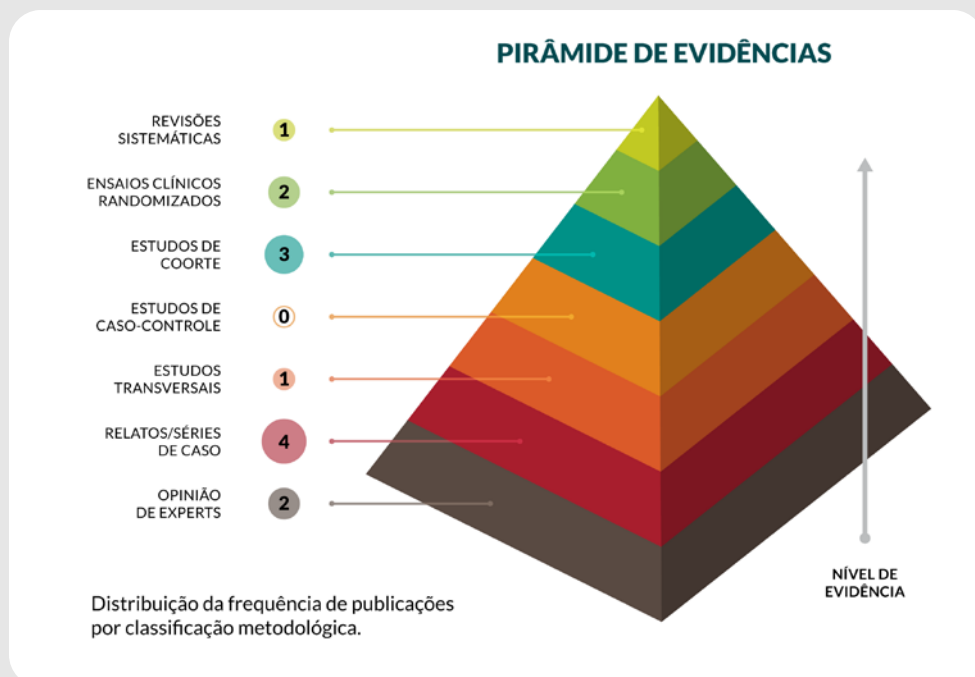 PIRÂMIDE DE EVIDÊNCIAS
REVISÕES
SISTEMÁTICAS
1
ENSAIOS CLÍNICOS
RANDOMIZADOS
2
ESTUDOS DE
COORTE
3
ESTUDOS DE
CASO-CONTROLE
0
ESTUDOS
TRANSVERSAIS
1
RELATOS/SÉRIES
DE CASO
4
OPINIÃO
DE EXPERTS
2
NÍVEL DE
EVIDÊNCIA
Distribuição da frequência de publicações
por classificação metodológica.